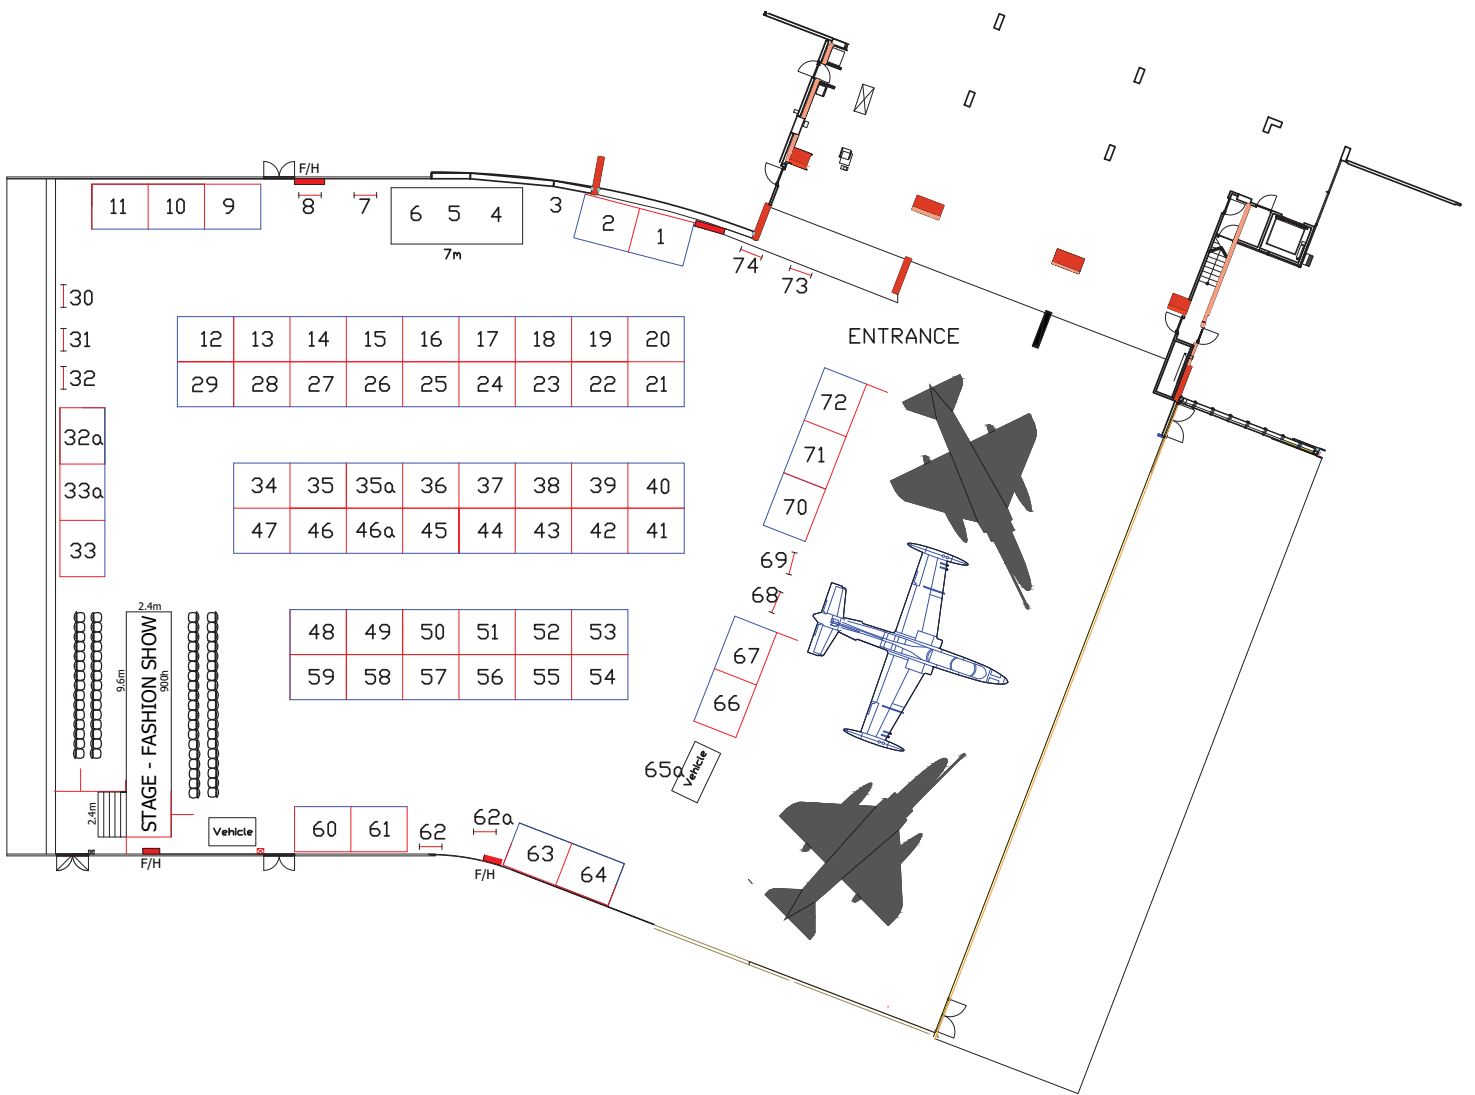 F/H
11 10 9 8 7 6 5 4 3 2 1
7m
74 73
ENTRANCE
30
31
32
12 13 14 15 16 17 18 19 20
29 28 27 26 25 24 23 22 21
32a
33a
33
34 35 35a 36 37 38 39 40
47 46 46a 45 44 43 42 41
72
71
70
69
68
67
66
65a
Vehicle
48 49 50 51 52 53
59 58 57 56 55 54
2.4m
9.6m
STAGE - FASHION SHOW
900h
2.4m
Vehicle
60 61 62 62a 63 64
F/H
F/H